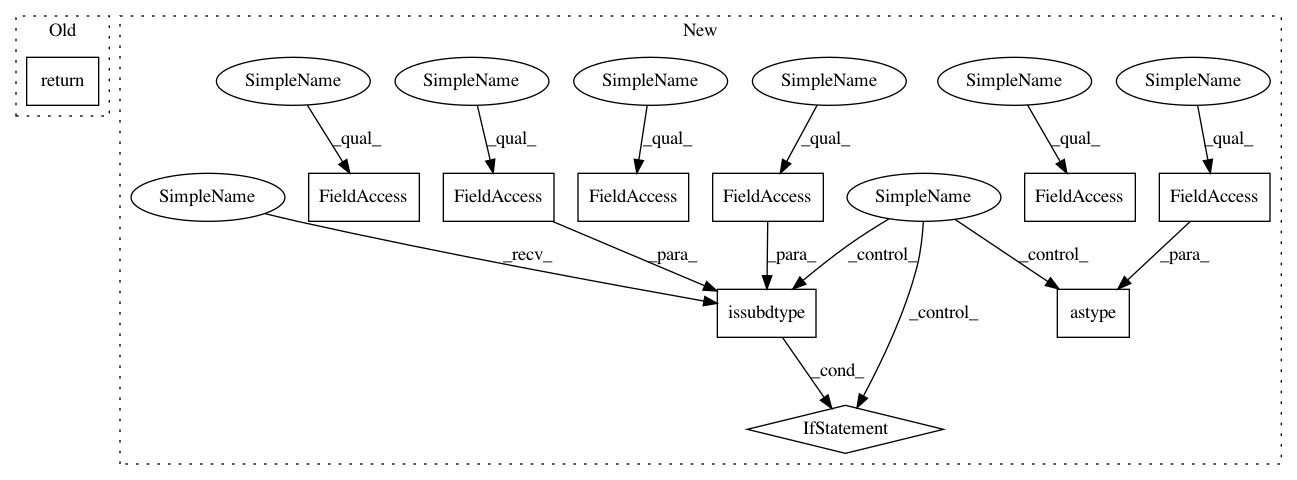 Old
New
return
SimpleName
SimpleName
SimpleName
SimpleName
SimpleName
SimpleName
_qual_
_qual_
_qual_
_qual_
_qual_
_qual_
SimpleName
FieldAccess
FieldAccess
FieldAccess
FieldAccess
SimpleName
FieldAccess
FieldAccess
_recv_
_para_
_para_
_control_
_control_
_para_
issubdtype
_control_
astype
_cond_
IfStatement